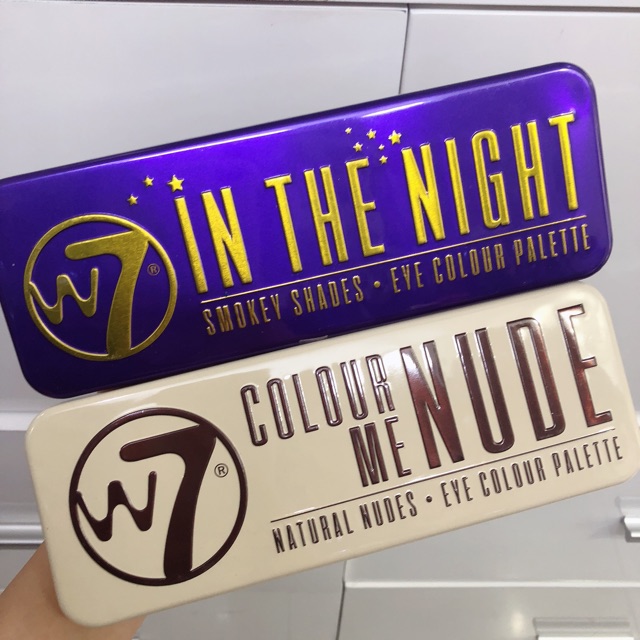 W7®
IN THE NIGHT
SMOKEY SHADES • EYE COLOUR PALETTE
W7®
COLOUR
ME NUDE
NATURAL NUDES • EYE COLOUR PALETTE